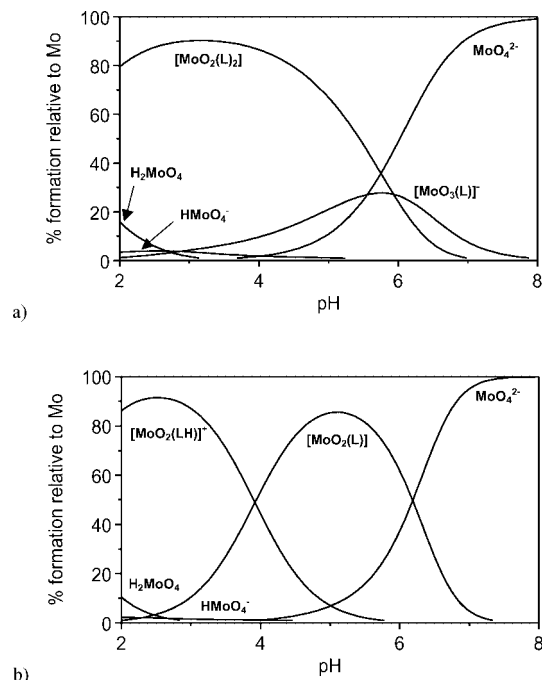 % formation relative to Mo
100
80
60
40
20
0
[MoO₂(L)₂]
MoO₄²⁻
H₂MoO₄
HMoO₄⁻
[MoO₃(L)]⁻
2 4 6 8
pH
a)
% formation relative to Mo
100
80
60
40
20
0
[MoO₂(LH)]⁺
[MoO₂(L)]
MoO₄²⁻
H₂MoO₄
HMoO₄⁻
2 4 6 8
pH
b)